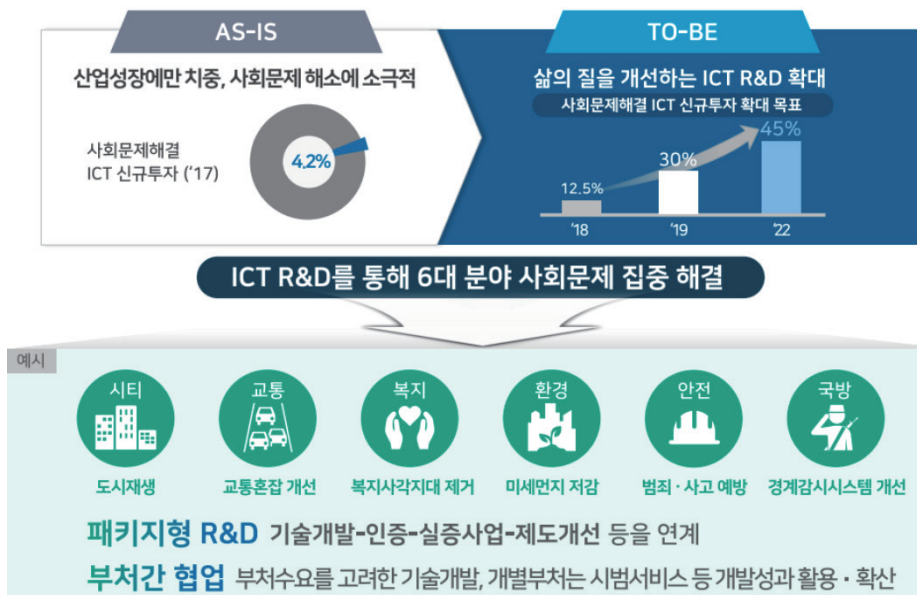 AS-IS
산업성장에만 치중, 사회문제 해소에 소극적
사회문제해결
ICT 신규투자 ('17)
4.2%
TO-BE
삶의 질을 개선하는 ICT R&D 확대
사회문제해결 ICT 신규투자 확대 목표
12.5%
30%
45%
'18
'19
'22
ICT R&D를 통해 6대 분야 사회문제 집중 해결
예시
시티
교통
복지
환경
안전
국방
도시재생
교통혼잡 개선
복지사각지대 제거
미세먼지 저감
범죄 · 사고 예방
경계감시시스템 개선
패키지형 R&D 기술개발-인증-실증사업-제도개선 등을 연계
부처간 협업 부처수요를 고려한 기술개발, 개별부처는 시범서비스 등 개발성과 활용 · 확산